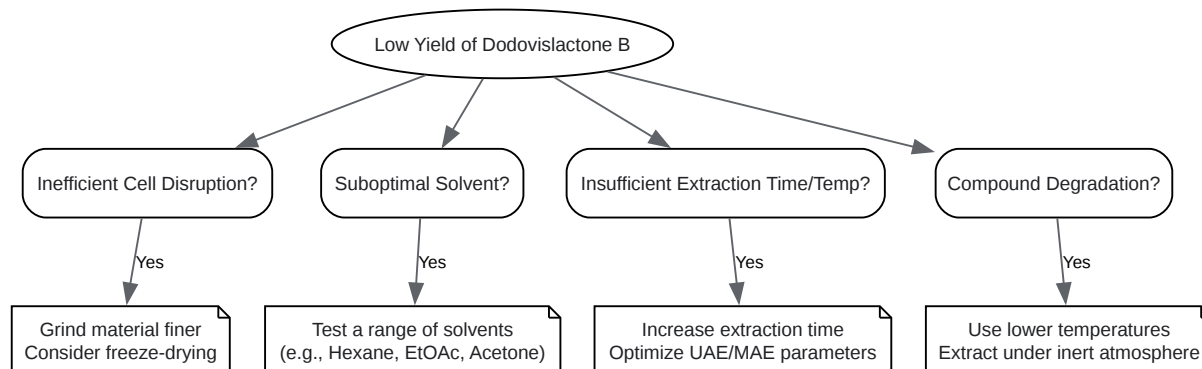 Low Yield of Dodovislactone B
Inefficient Cell Disruption?
Suboptimal Solvent?
Insufficient Extraction Time/Temp?
Compound Degradation?
Yes
Yes
Yes
Yes
Grind material finer
Consider freeze-drying
Test a range of solvents
(e.g., Hexane, EtOAc, Acetone)
Increase extraction time
Optimize UAE/MAE parameters
Use lower temperatures
Extract under inert atmosphere